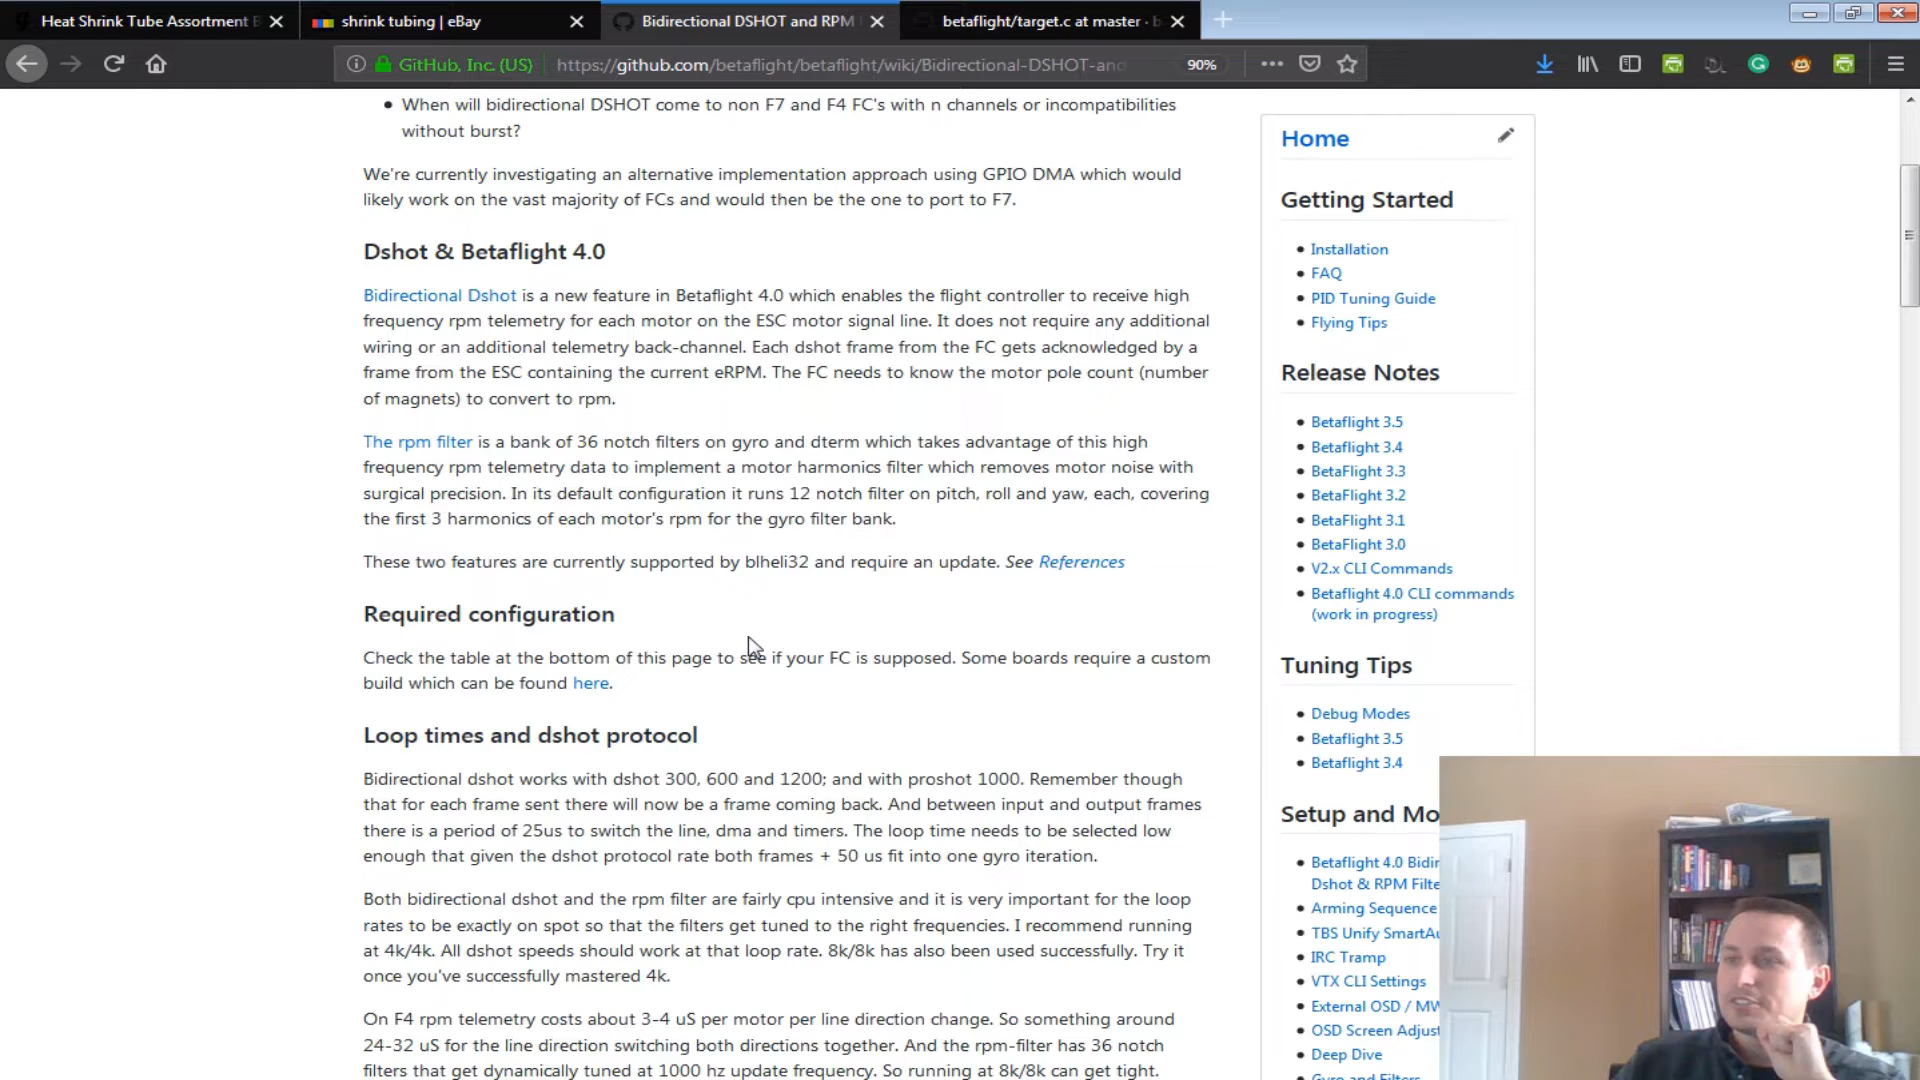 Heat Shrink Tube Assortment B
shrink tubing | eBay
Bidirectional DSHOT and RPM
betaflight/target.c at master · b
GitHub, Inc. (US)
https://github.com/betaflight/betaflight/wiki/Bidirectional-DSHOT-and
90%
When will bidirectional DSHOT come to non F7 and F4 FC's with n channels or incompatibilities
without burst?
We're currently investigating an alternative implementation approach using GPIO DMA which would
likely work on the vast majority of FCs and would then be the one to port to F7.
Dshot & Betaflight 4.0
Bidirectional Dshot is a new feature in Betaflight 4.0 which enables the flight controller to receive high
frequency rpm telemetry for each motor on the ESC motor signal line. It does not require any additional
wiring or an additional telemetry back-channel. Each dshot frame from the FC gets acknowledged by a
frame from the ESC containing the current eRPM. The FC needs to know the motor pole count (number
of magnets) to convert to rpm.
The rpm filter is a bank of 36 notch filters on gyro and dterm which takes advantage of this high
frequency rpm telemetry data to implement a motor harmonics filter which removes motor noise with
surgical precision. In its default configuration it runs 12 notch filter on pitch, roll and yaw, each, covering
the first 3 harmonics of each motor's rpm for the gyro filter bank.
These two features are currently supported by blheli32 and require an update. See References
Required configuration
Check the table at the bottom of this page to see if your FC is supposed. Some boards require a custom
build which can be found here.
Loop times and dshot protocol
Bidirectional dshot works with dshot 300, 600 and 1200; and with proshot 1000. Remember though
that for each frame sent there will now be a frame coming back. And between input and output frames
there is a period of 25us to switch the line, dma and timers. The loop time needs to be selected low
enough that given the dshot protocol rate both frames + 50 us fit into one gyro iteration.
Both bidirectional dshot and the rpm filter are fairly cpu intensive and it is very important for the loop
rates to be exactly on spot so that the filters get tuned to the right frequencies. I recommend running
at 4k/4k. All dshot speeds should work at that loop rate. 8k/8k has also been used successfully. Try it
once you've successfully mastered 4k.
On F4 rpm telemetry costs about 3-4 uS per motor per line direction change. So something around
24-32 uS for the line direction switching both directions together. And the rpm-filter has 36 notch
filters that get dynamically tuned at 1000 hz update frequency. So running at 8k/8k can get tight.
Home
Getting Started
Installation
FAQ
PID Tuning Guide
Flying Tips
Release Notes
Betaflight 3.5
Betaflight 3.4
BetaFlight 3.3
BetaFlight 3.2
BetaFlight 3.1
BetaFlight 3.0
V2.x CLI Commands
Betaflight 4.0 CLI commands
(work in progress)
Tuning Tips
Debug Modes
Betaflight 3.5
Betaflight 3.4
Setup and Mo
Betaflight 4.0 Bidir
Dshot & RPM Filte
Arming Sequence
TBS Unify SmartAu
IRC Tramp
VTX CLI Settings
External OSD / MW
OSD Screen Adjust
Deep Dive
Gyro and Filters